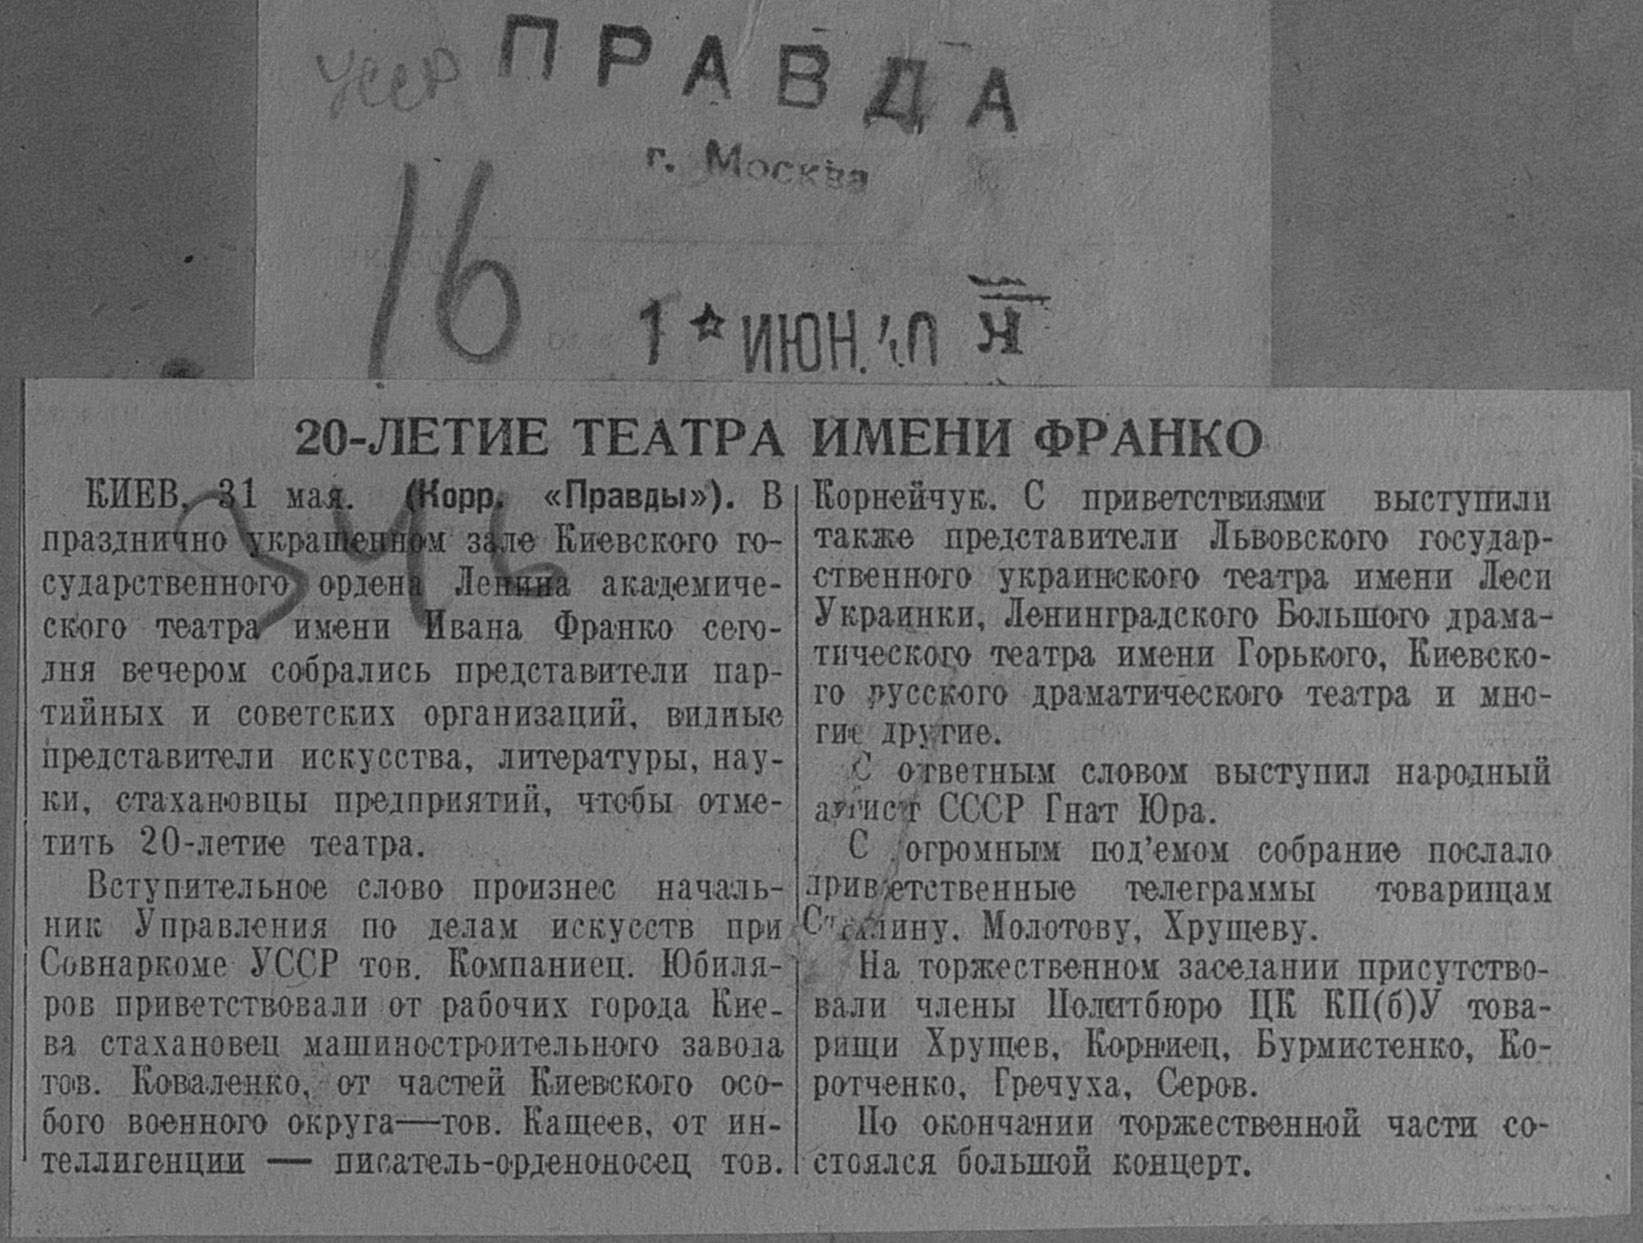 УССР
ПРАВДА
г. Москва
16
1 ИЮН. 40
20-ЛЕТИЕ ТЕАТРА ИМЕНИ ФРАНКО
КИЕВ, 31 мая. (Корр. «Правды»). В
празднично украшенном зале Киевского го-
сударственного ордена Ленина академиче-
ского театра имени Ивана Франко сего-
дня вечером собрались представители пар-
тийных и советских организаций, видные
представители искусства, литературы, нау-
ки, стахановцы предприятий, чтобы отме-
тить 20-летие театра.
Вступительное слово произнес началь-
ник Управления по делам искусств при
Совнаркоме УССР тов. Компаниец. Юбиля-
ров приветствовали от рабочих города Кие-
ва стахановец машиностроительного завода
тов. Коваленко, от частей Киевского осо-
бого военного округа—тов. Кащеев, от ин-
теллигенции — писатель-орденоносец тов.
Корнейчук. С приветствиями выступили
также представители Львовского государ-
ственного украинского театра имени Леси
Украинки, Ленинградского Большого драма-
тического театра имени Горького, Киевско-
го русского драматического театра и мно-
гие другие.
С ответным словом выступил народный
артист СССР Гнат Юра.
С огромным под'емом собрание послало
приветственные телеграммы товарищам
Сталину, Молотову, Хрущеву.
На торжественном заседании присутство-
вали члены Политбюро ЦК КП(б)У това-
рищи Хрущев, Корниец, Бурмистенко, Ко-
ротченко, Гречуха, Серов.
По окончании торжественной части со-
стоялся большой концерт.